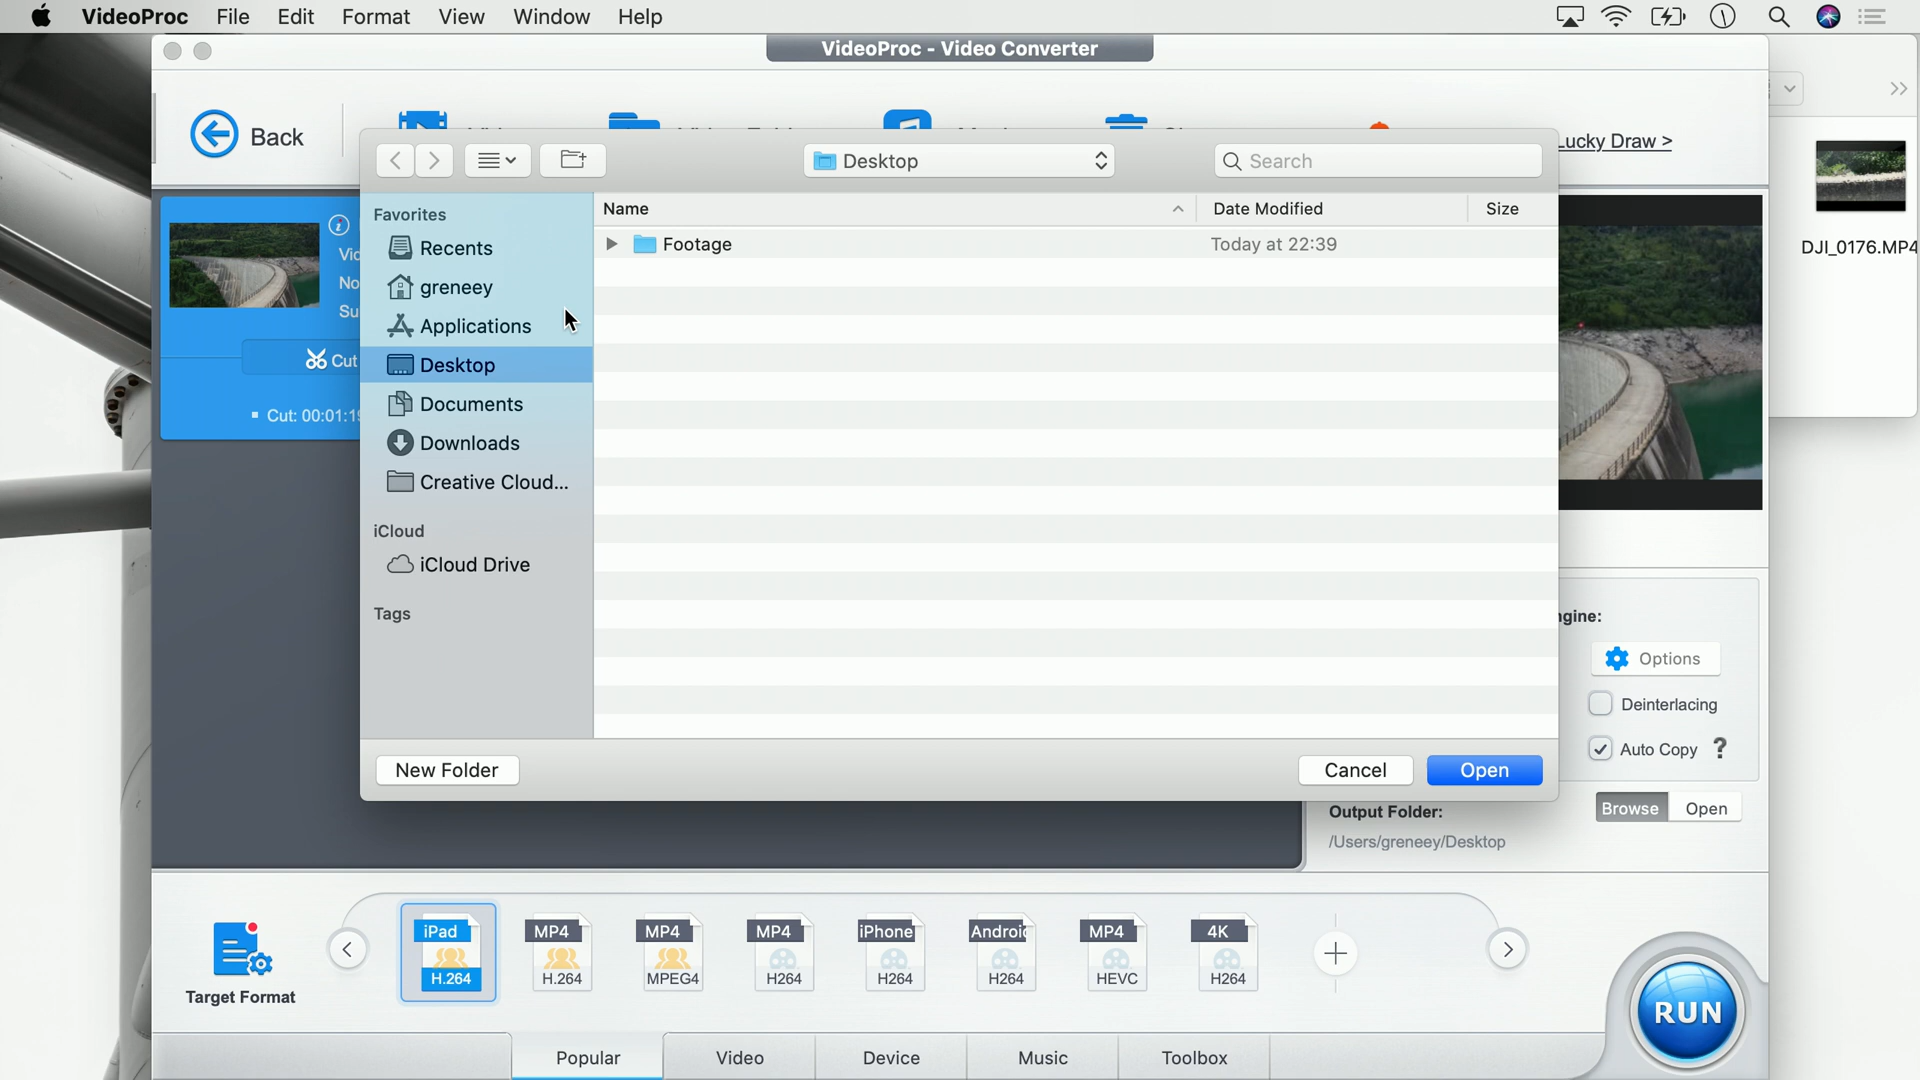 VideoProc File Edit Format View Window Help
VideoProc - Video Converter
Back
Lucky Draw >
Desktop
Search
Favorites
Name
Date Modified
Size
Recents
Footage
Today at 22:39
DJI_0176.MP4
greneey
Applications
Cut
Desktop
Documents
Cut: 00:01:19
Downloads
Creative Cloud...
iCloud
iCloud Drive
Tags
ngine:
Options
Deinterlacing
Auto Copy ?
New Folder
Cancel
Open
Output Folder:
Browse
Open
/Users/greneey/Desktop
iPad
H.264
MP4
H.264
MP4
MPEG4
MP4
H264
iPhone
H264
Android
H264
MP4
HEVC
4K
H264
Target Format
RUN
Popular
Video
Device
Music
Toolbox